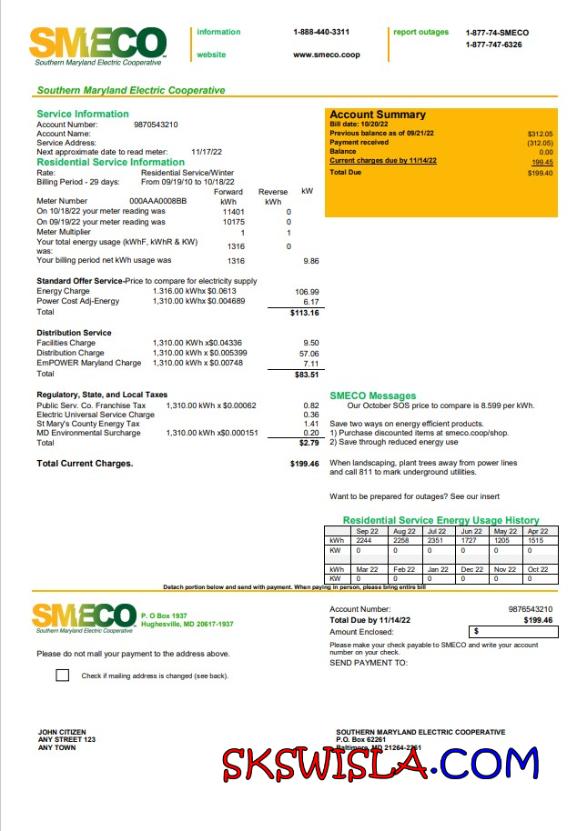 SMECO
Southern Maryland Electric Cooperative
information 1-888-440-3311 report outages 1-877-74-SMECO
1-877-747-6326
website www.smeco.coop
Southern Maryland Electric Cooperative
Service Information
Account Number: 9870543210
Account Name:
Service Address:
Next approximate date to read meter: 11/17/22
Account Summary
Bill date: 10/20/22
Previous balance as of 09/21/22 $312.05
Payment received (312.05)
Balance 0.00
Current charges due by 11/14/22 199.45
Total Due $199.40
Residential Service Information
Rate: Residential Service/Winter
Billing Period - 29 days: From 09/19/10 to 10/18/22
Forward Reverse kW
Meter Number 000AAA0008BB kWh kWh
On 10/18/22 your meter reading was 11401 0
On 09/19/22 your meter reading was 10175 0
Meter Multiplier 1 1
Your total energy usage (kWhF, kWhR & KW) 1316 0
was:
Your billing period net kWh usage was 1316 9.86
Standard Offer Service-Price to compare for electricity supply
Energy Charge 1.316.00 kWhx $0.0613 106.99
Power Cost Adj-Energy 1,310.00 kWhx $0.004689 6.17
Total $113.16
Distribution Service
Facilities Charge 1,310.00 KWh x$0.04336 9.50
Distribution Charge 1,310.00 kWh x $0.005399 57.06
EmPOWER Maryland Charge 1,310.00 kWh x $0.00748 7.11
Total $83.51
Regulatory, State, and Local Taxes
Public Serv. Co. Franchise Tax 1,310.00 kWh x $0.00062 0.82
Electric Universal Service Charge 0.36
St Mary's County Energy Tax 1.41
MD Environmental Surcharge 1,310.00 kWh x$0.000151 0.20
Total $2.79
Total Current Charges. $199.46
SMECO Messages
Our October SOS price to compare is 8.599 per kWh.
Save two ways on energy efficient products.
1) Purchase discounted items at smeco.coop/shop.
2) Save through reduced energy use
When landscaping, plant trees away from power lines
and call 811 to mark underground utilities.
Want to be prepared for outages? See our insert
Residential Service Energy Usage History
Sep 22 Aug 22 Jul 22 Jun 22 May 22 Apr 22
kWh 2244 2258 2351 1727 1205 1515
KW 0 0 0 0 0 0
kWh Mar 22 Feb 22 Jan 22 Dec 22 Nov 22 Oct 22
KW 0 0 0 0 0 0
Detach portion below and send with payment. When paying in person, please bring entire bill
SMECO
Southern Maryland Electric Cooperative
P. O Box 1937
Hughesville, MD 20617-1937
Account Number: 9876543210
Total Due by 11/14/22 $199.46
Amount Enclosed: $
Please make your check payable to SMECO and write your account
number on your check.
SEND PAYMENT TO:
Please do not mall your payment to the address above.
Check if mailing address is changed (see back).
JOHN CITIZEN
ANY STREET 123
ANY TOWN
SOUTHERN MARYLAND ELECTRIC COOPERATIVE
P.O. Box 62261
Baltimore, MD 21264-2261
SKSWISLA.COM